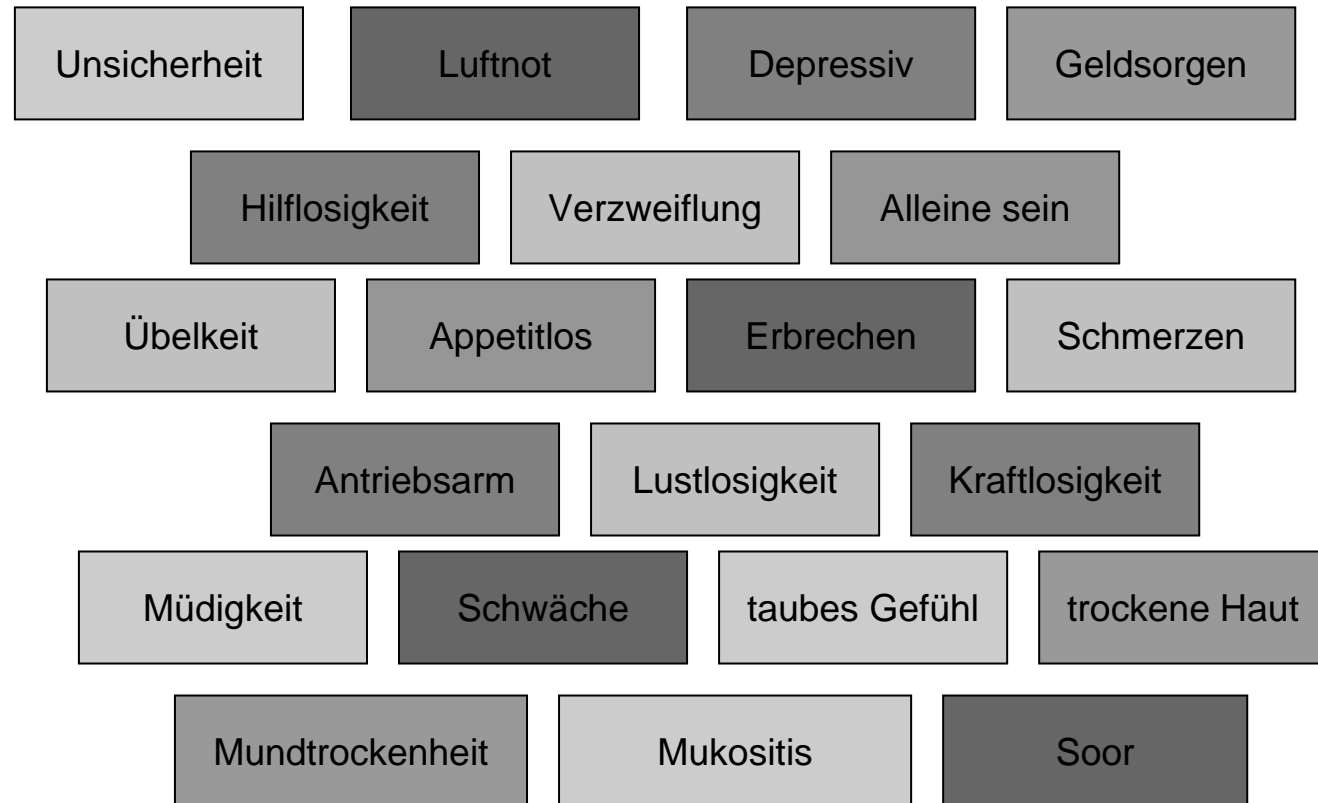 Unsicherheit Luftnot Depressiv Geldsorgen
Hilflosigkeit Verzweiflung Alleine sein
Übelkeit Appetitlos Erbrechen Schmerzen
Antriebsarm Lustlosigkeit Kraftlosigkeit
Müdigkeit Schwäche taubes Gefühl trockene Haut
Mundtrockenheit Mukositis Soor